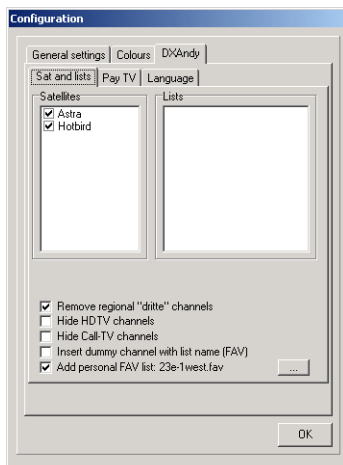 Configuration
General settings Colours DXAndy
Sat and lists Pay TV Language
Satellites Lists
Astra
Hotbird
Remove regional "dritte" channels
Hide HDTV channels
Hide Call-TV channels
Insert dummy channel with list name (FAV)
Add personal FAV list: 23e-1west.fav ...
OK